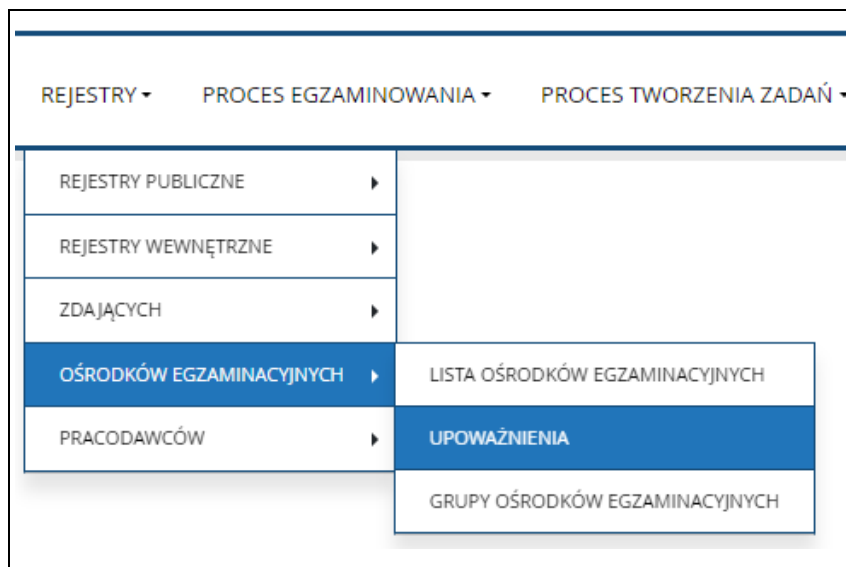 REJESTRY PROCES EGZAMINOWANIA PROCES TWORZENIA ZADAŃ
REJESTRY PUBLICZNE
REJESTRY WEWNĘTRZNE
ZDAJĄCYCH
OŚRODKÓW EGZAMINACYJNYCH LISTA OŚRODKÓW EGZAMINACYJNYCH
PRACODAWCÓW UPOWAŻNIENIA
GRUPY OŚRODKÓW EGZAMINACYJNYCH